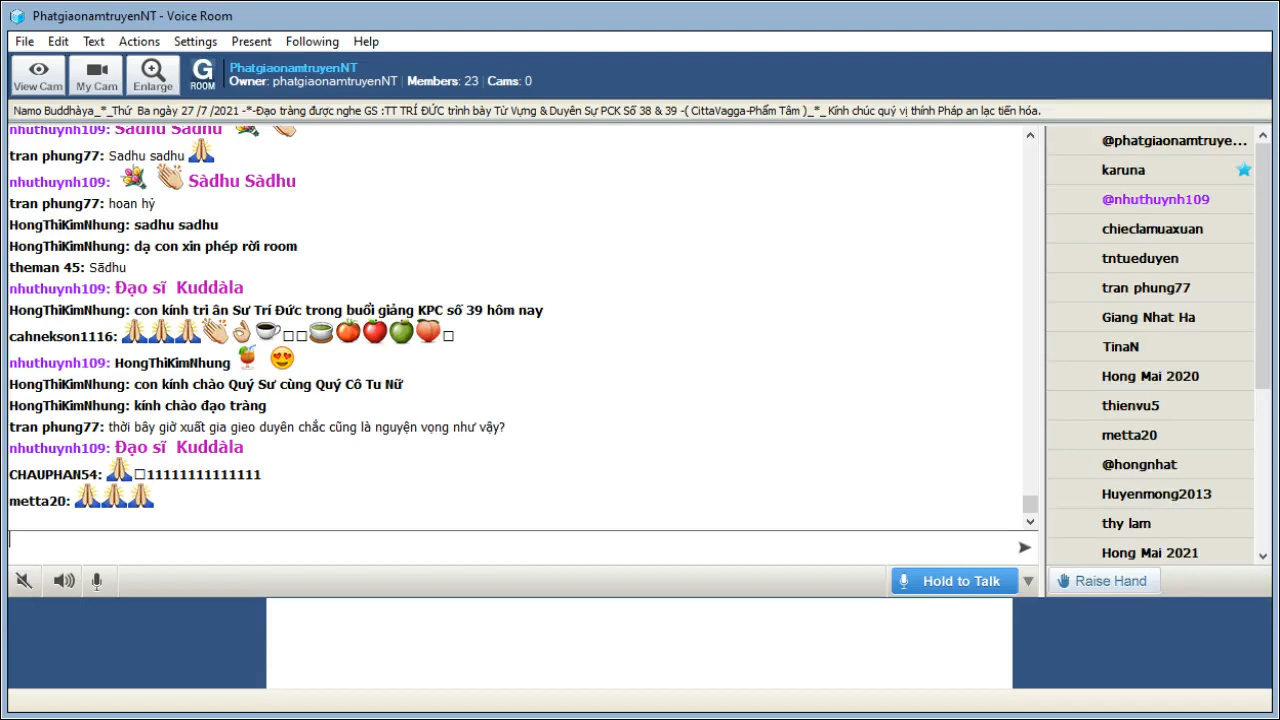 PhatgiaonamtruyenNT - Voice Room
File Edit Text Actions Settings Present Following Help
View Cam My Cam Enlarge G ROOM
PhatgiaonamtruyenNT
Owner: phatgiaonamtruyenNT | Members: 23 | Cams: 0
Namo Buddhàya_*_Thứ Ba ngày 27 /7 /2021 -*-Đạo tràng được nghe GS :TT TRÍ ĐỨC trình bày Từ Vựng & Duyên Sự PCK Số 38 & 39 -( CittaVagga-Phẩm Tâm )_*_ Kính chúc quý vị thính Pháp an lạc tiến hóa.
nhuthuynh109: Sàdhu Sàdhu
tran phung77: Sadhu sadhu
nhuthuynh109: Sàdhu Sàdhu
tran phung77: hoan hỷ
HongThiKimNhung: sadhu sadhu
HongThiKimNhung: dạ con xin phép rời room
theman 45: Sādhu
nhuthuynh109: Đạo sĩ Kuddàla
HongThiKimNhung: con kính tri ân Sư Trí Đức trong buổi giảng KPC số 39 hôm nay
cahnekson1116:
nhuthuynh109: HongThiKimNhung
HongThiKimNhung: con kính chào Quý Sư cùng Quý Cô Tu Nữ
HongThiKimNhung: kính chào đạo tràng
tran phung77: thời bây giờ xuất gia gieo duyên chắc cũng là nguyện vọng như vậy?
nhuthuynh109: Đạo sĩ Kuddàla
CHAUPHAN54: 11111111111111
metta20:
@phatgiaonamtruye...
karuna
@nhuthuynh109
chieclamuaxuan
tntueduyen
tran phung77
Giang Nhat Ha
TinaN
Hong Mai 2020
thienvu5
metta20
@hongnhat
Huyenmong2013
thy lam
Hong Mai 2021
Hold to Talk
Raise Hand